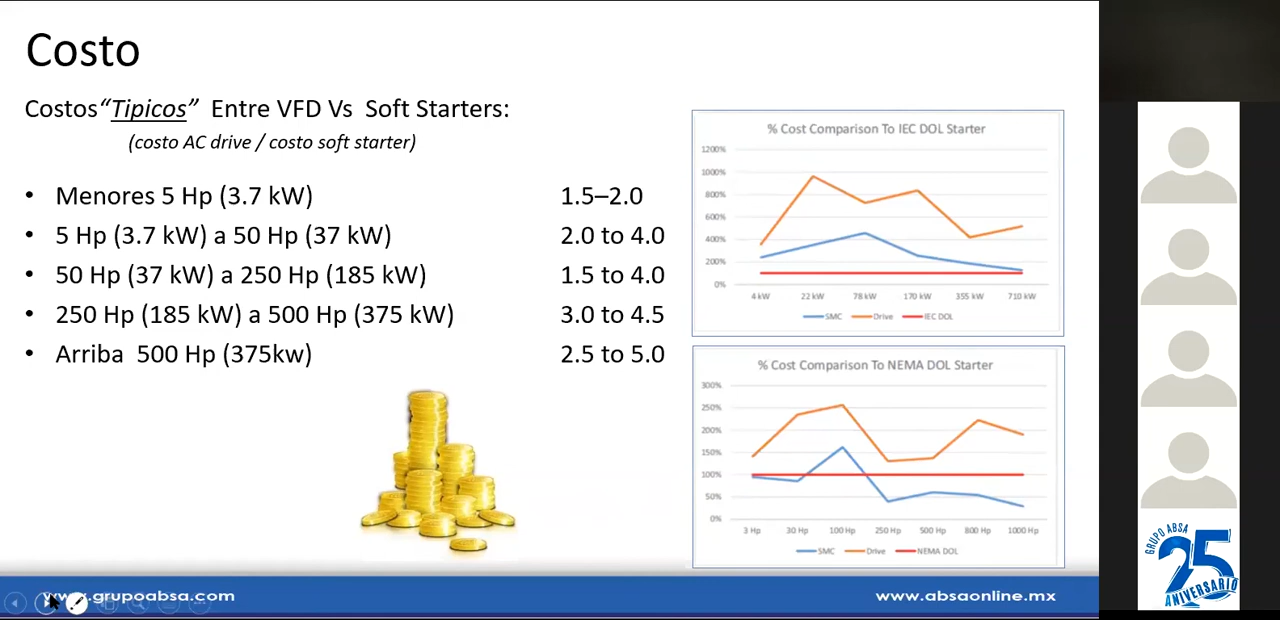 Costo
Costos“Tipicos” Entre VFD Vs Soft Starters:
(costo AC drive / costo soft starter)
• Menores 5 Hp (3.7 kW) 1.5–2.0
• 5 Hp (3.7 kW) a 50 Hp (37 kW) 2.0 to 4.0
• 50 Hp (37 kW) a 250 Hp (185 kW) 1.5 to 4.0
• 250 Hp (185 kW) a 500 Hp (375 kW) 3.0 to 4.5
• Arriba 500 Hp (375kw) 2.5 to 5.0
% Cost Comparison To IEC DOL Starter
1200%
1000%
800%
600%
400%
200%
0%
4 kW 22 kW 78 kW 170 kW 355 kW 710 kW
SMC Drive IEC DOL
% Cost Comparison To NEMA DOL Starter
300%
250%
200%
150%
100%
50%
0%
3 Hp 30 Hp 100 Hp 250 Hp 500 Hp 800 Hp 1000 Hp
SMC Drive NEMA DOL
www.grupoabsa.com
www.absaonline.mx
GRUPO ABSA
25
ANIVERSARIO